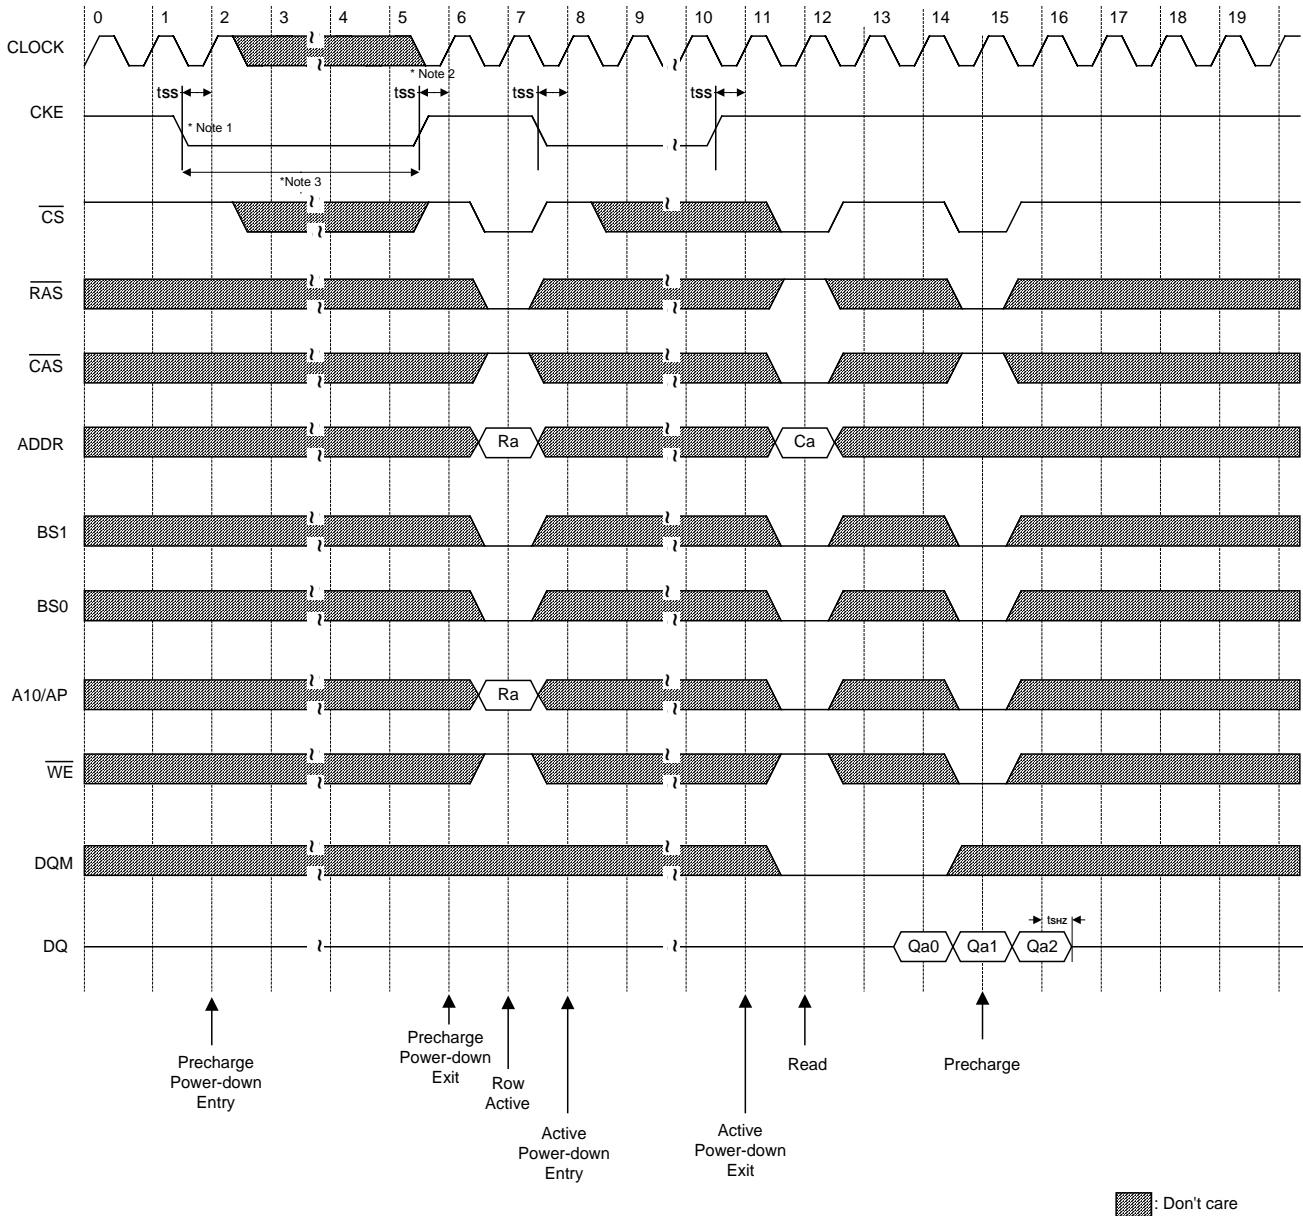 0 1 2 3 4 5 6 7 8 9 10 11 12 13 14 15 16 17 18 19
CLOCK
* Note 2
tss tss tss tss
CKE
* Note 1
*Note 3
CS
RAS
CAS
ADDR Ra Ca
BS1
BS0
A10/AP Ra
WE
DQM
tSHZ
DQ Qa0 Qa1 Qa2
Precharge
Power-down
Entry
Precharge
Power-down
Exit
Row
Active
Active
Power-down
Entry
Active
Power-down
Exit
Read
Precharge
: Don't care